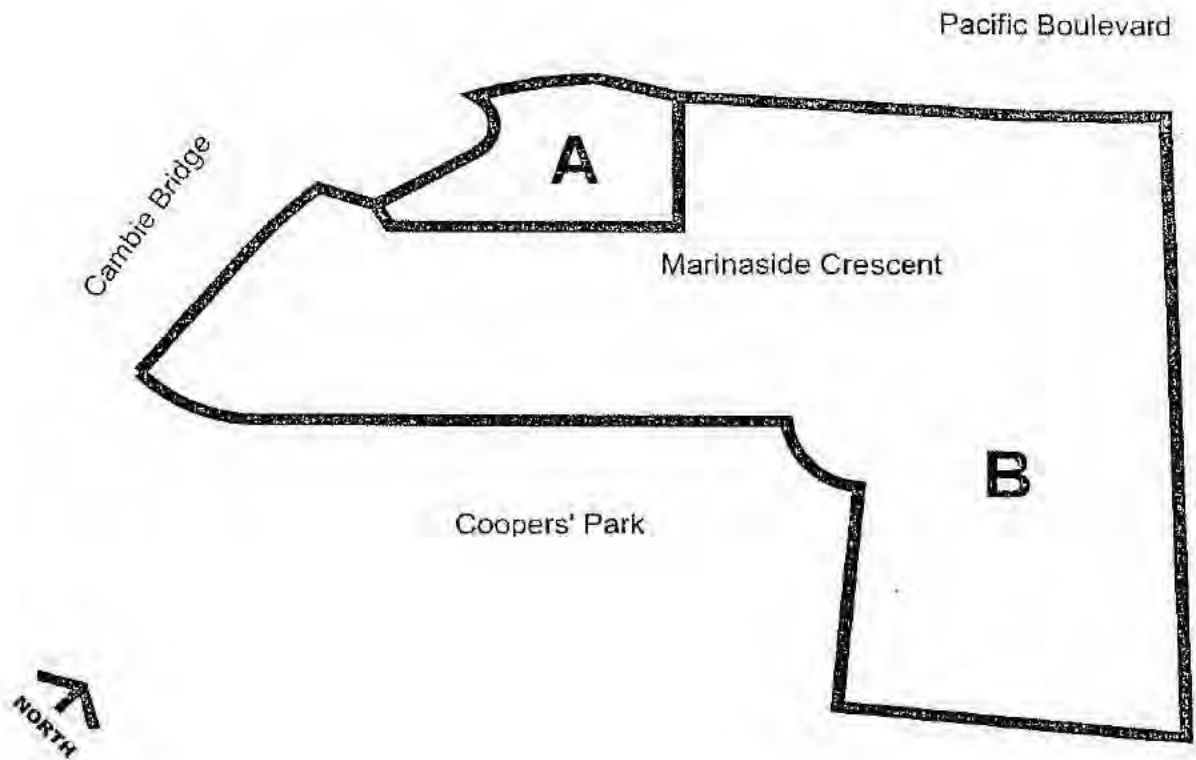 Pacific Boulevard
A
Cambie Bridge
Marinaside Crescent
B
Coopers' Park
NORTH